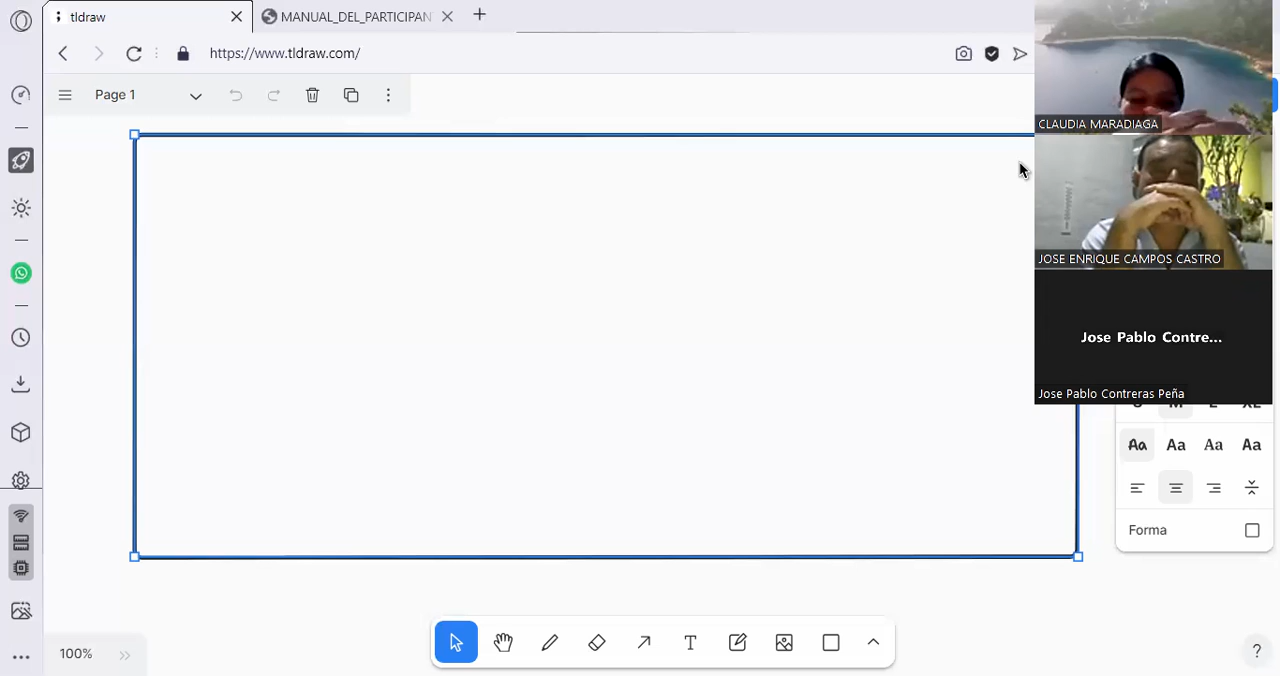 tldraw
MANUAL_DEL_PARTICIPAN
https://www.tldraw.com/
Page 1
CLAUDIA MARADIAGA
JOSE ENRIQUE CAMPOS CASTRO
Jose Pablo Contre...
Jose Pablo Contreras Peña
Aa Aa Aa Aa
Forma
T
100%
?